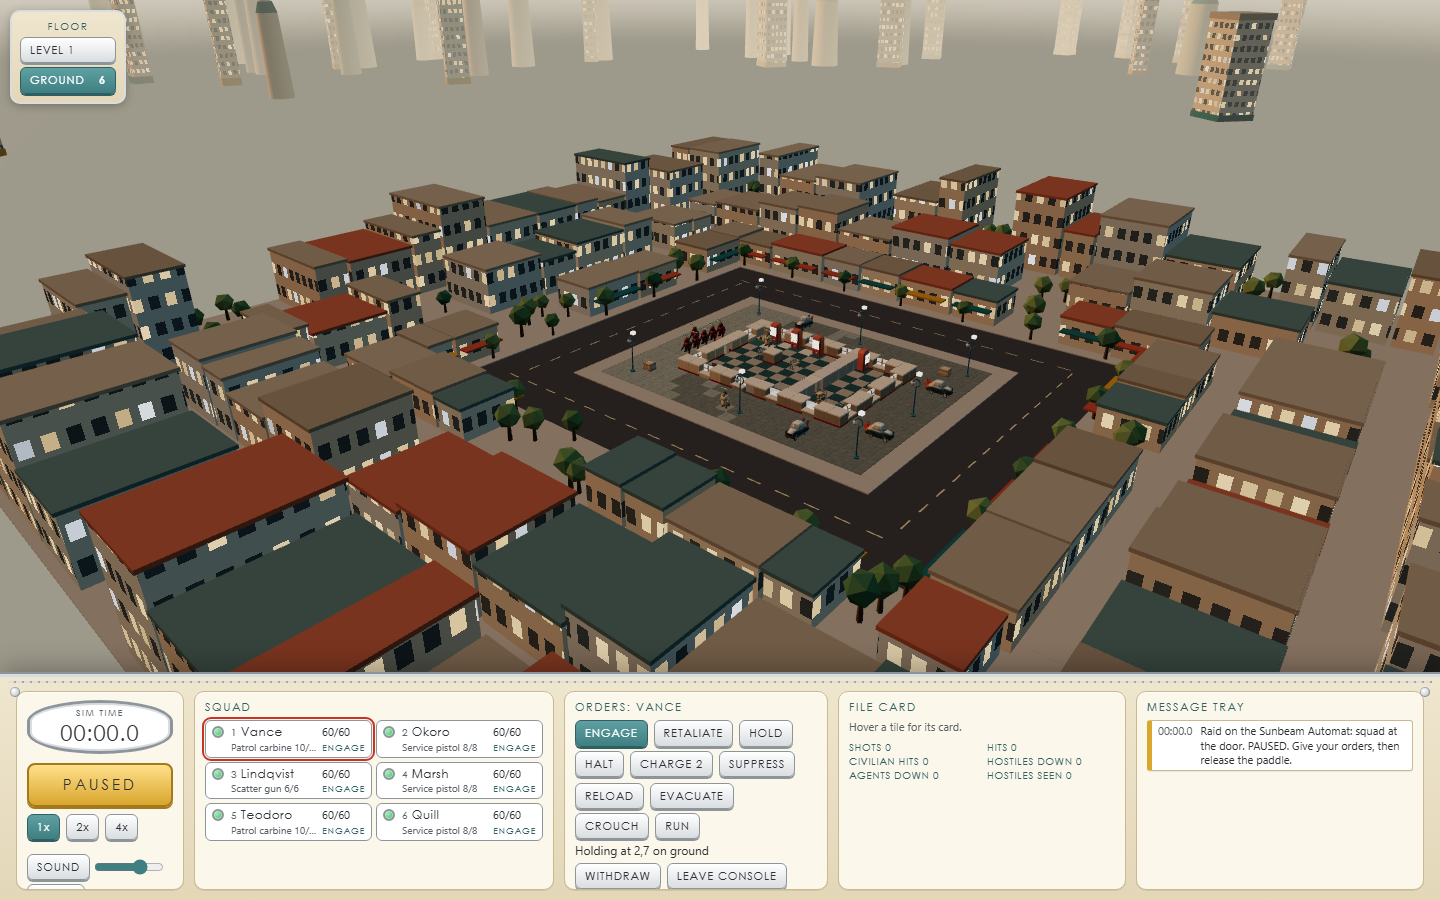 FLOOR
LEVEL 1
GROUND 6
SIM TIME
00:00.0
PAUSED
1x 2x 4x
SOUND
SQUAD
1 Vance 60/60
Patrol carbine 10/... ENGAGE
2 Okoro 60/60
Service pistol 8/8 ENGAGE
3 Lindqvist 60/60
Scatter gun 6/6 ENGAGE
4 Marsh 60/60
Service pistol 8/8 ENGAGE
5 Teodoro 60/60
Patrol carbine 10/... ENGAGE
6 Quill 60/60
Service pistol 8/8 ENGAGE
ORDERS: VANCE
ENGAGE RETALIATE HOLD
HALT CHARGE 2 SUPPRESS
RELOAD EVACUATE
CROUCH RUN
Holding at 2,7 on ground
WITHDRAW LEAVE CONSOLE
FILE CARD
Hover a tile for its card.
SHOTS 0 HITS 0
CIVILIAN HITS 0 HOSTILES DOWN 0
AGENTS DOWN 0 HOSTILES SEEN 0
MESSAGE TRAY
00:00.0 Raid on the Sunbeam Automat: squad at
the door. PAUSED. Give your orders, then
release the paddle.